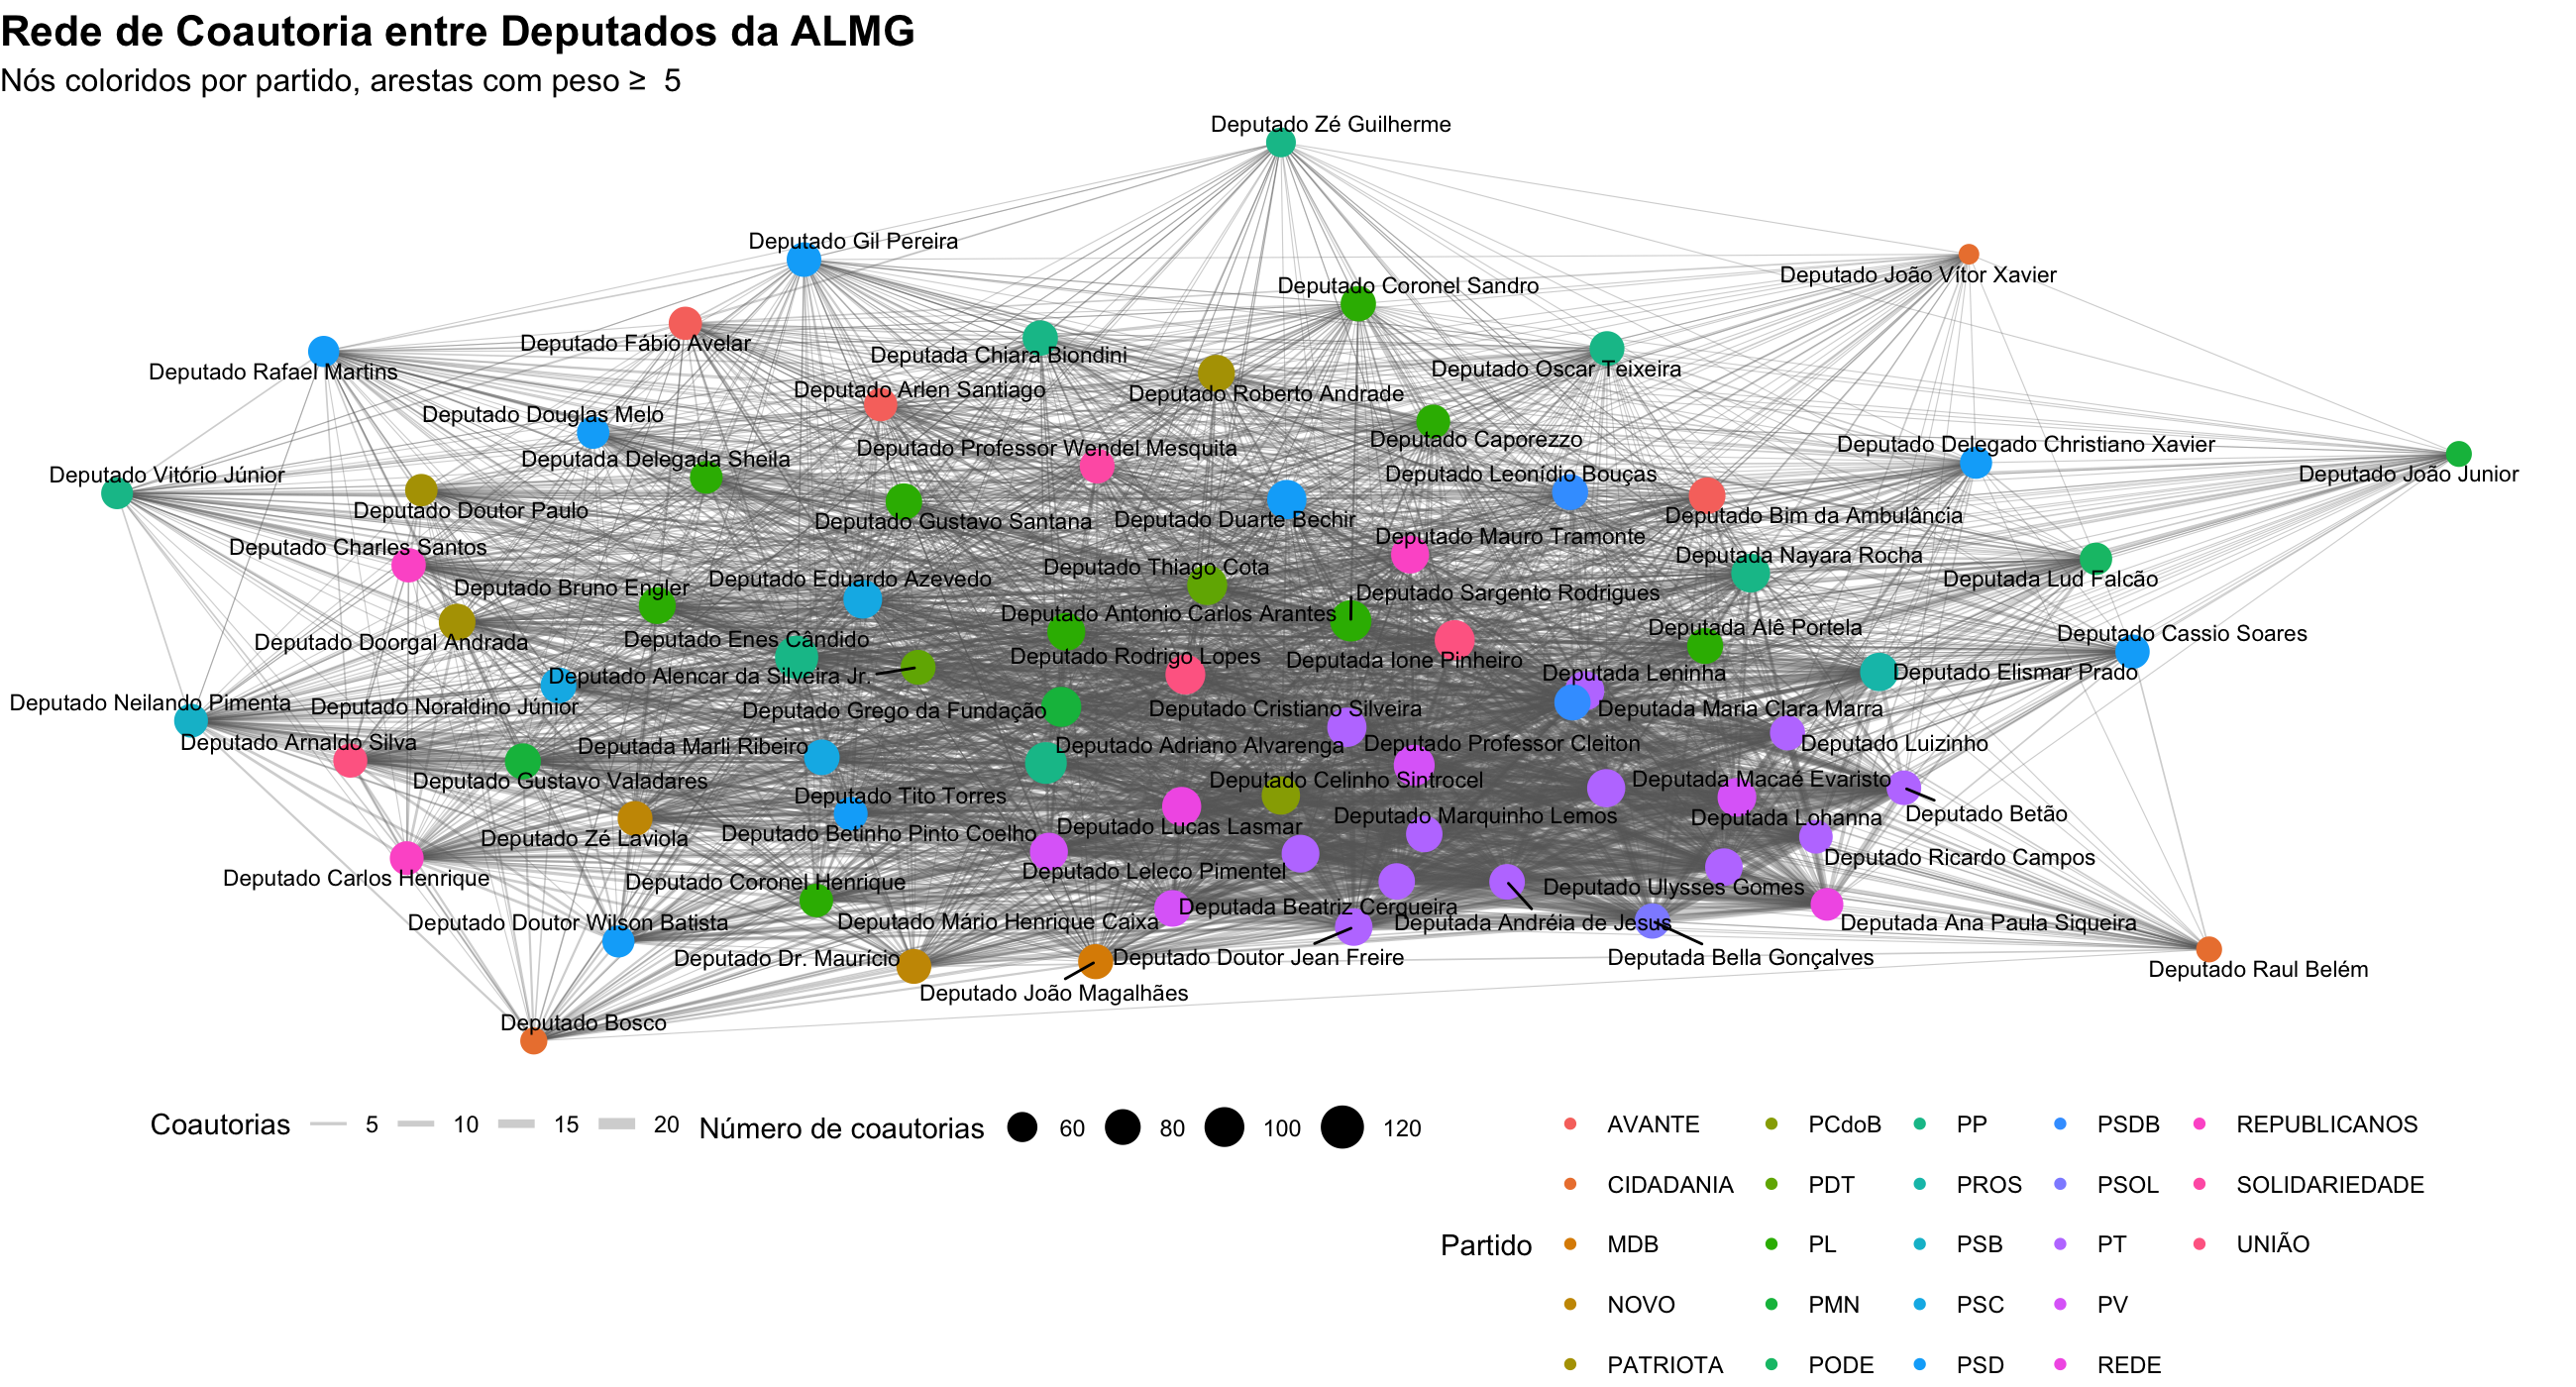 Rede de Coautoria entre Deputados da ALMG
Nós coloridos por partido, arestas com peso ≥ 5
Deputado Zé Guilherme
Deputado Gil Pereira
Deputado João Vítor Xavier
Deputado Coronel Sandro
Deputado Fábio Avelar
Deputada Chiara Biondini
Deputado Oscar Teixeira
Deputado Rafael Martins
Deputado Arlen Santiago
Deputado Roberto Andrade
Deputado Douglas Melo
Deputado Caporezzo
Deputado Professor Wendel Mesquita
Deputado Delegado Christiano Xavier
Deputada Delegada Sheila
Deputado Vitório Júnior
Deputado Leonídio Bouças
Deputado João Junior
Deputado Doutor Paulo
Deputado Gustavo Santana
Deputado Duarte Bechir
Deputado Bim da Ambulância
Deputado Mauro Tramonte
Deputado Charles Santos
Deputada Nayara Rocha
Deputado Thiago Cota
Deputado Eduardo Azevedo
Deputada Lud Falcão
Deputado Bruno Engler
Deputado Sargento Rodrigues
Deputado Antonio Carlos Arantes
Deputada Alê Portela
Deputado Cassio Soares
Deputado Enes Cândido
Deputado Doorgal Andrada
Deputado Rodrigo Lopes
Deputada Ione Pinheiro
Deputada Leninha
Deputado Elismar Prado
Deputado Alencar da Silveira Jr.
Deputado Neilando Pimenta
Deputado Noraldino Júnior
Deputado Grego da Fundação
Deputado Cristiano Silveira
Deputada Maria Clara Marra
Deputado Arnaldo Silva
Deputada Marli Ribeiro
Deputado Adriano Alvarenga
Deputado Professor Cleiton
Deputado Luizinho
Deputado Gustavo Valadares
Deputado Celinho Sintrocel
Deputada Macaé Evaristo
Deputado Tito Torres
Deputado Betão
Deputado Marquinho Lemos
Deputada Lohanna
Deputado Zé Laviola
Deputado Betinho Pinto Coelho
Deputado Lucas Lasmar
Deputado Ricardo Campos
Deputado Carlos Henrique
Deputado Coronel Henrique
Deputado Leleco Pimentel
Deputado Ulysses Gomes
Deputada Beatriz Cerqueira
Deputado Doutor Wilson Batista
Deputado Mário Henrique Caixa
Deputada Andréia de Jesus
Deputada Ana Paula Siqueira
Deputado Dr. Maurício
Deputado Doutor Jean Freire
Deputada Bella Gonçalves
Deputado Raul Belém
Deputado João Magalhães
Deputado Bosco
Coautorias 5 10 15 20
Número de coautorias 60 80 100 120
Partido
AVANTE
CIDADANIA
MDB
NOVO
PATRIOTA
PCdoB
PDT
PL
PMN
PODE
PP
PROS
PSB
PSC
PSD
PSDB
PSOL
PT
PV
REDE
REPUBLICANOS
SOLIDARIEDADE
UNIÃO